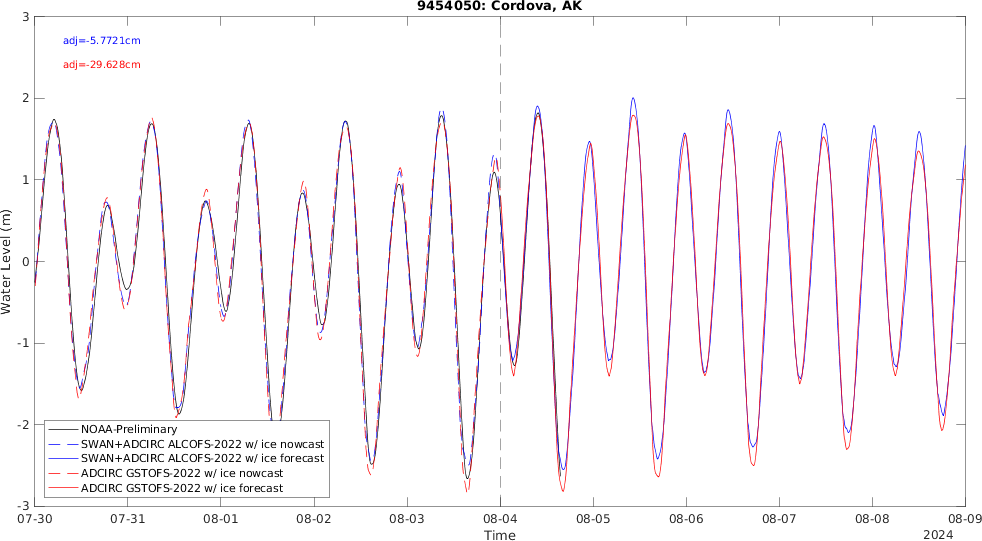 9454050: Cordova, AK
adj=-5.7721cm
adj=-29.628cm
Water Level (m)
3
2
1
0
-1
-2
-3
NOAA-Preliminary
SWAN+ADCIRC ALCOFS-2022 w/ ice nowcast
SWAN+ADCIRC ALCOFS-2022 w/ ice forecast
ADCIRC GSTOFS-2022 w/ ice nowcast
ADCIRC GSTOFS-2022 w/ ice forecast
07-30 07-31 08-01 08-02 08-03 08-04 08-05 08-06 08-07 08-08 08-09
Time
2024